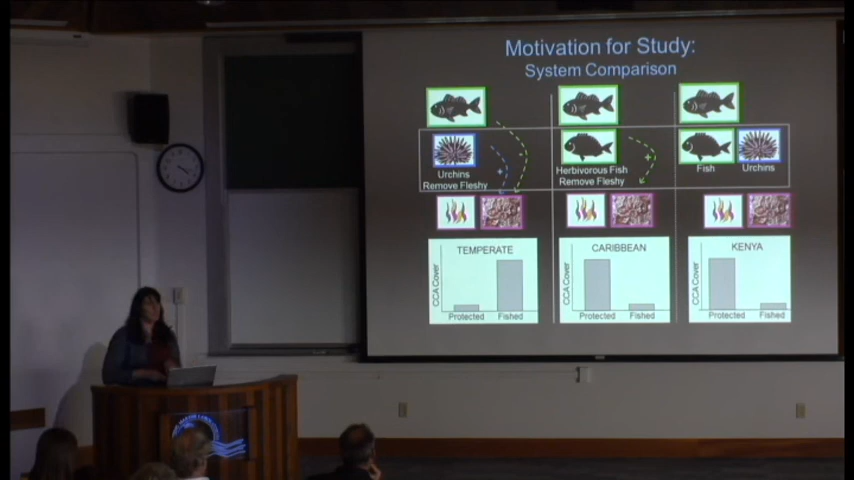 Motivation for Study:
System Comparison
Urchins
Remove Fleshy
Herbivorous Fish
Remove Fleshy
Fish
Urchins
TEMPERATE
CCA Cover
Protected
Fished
CARIBBEAN
CCA Cover
Protected
Fished
KENYA
CCA Cover
Protected
Fished